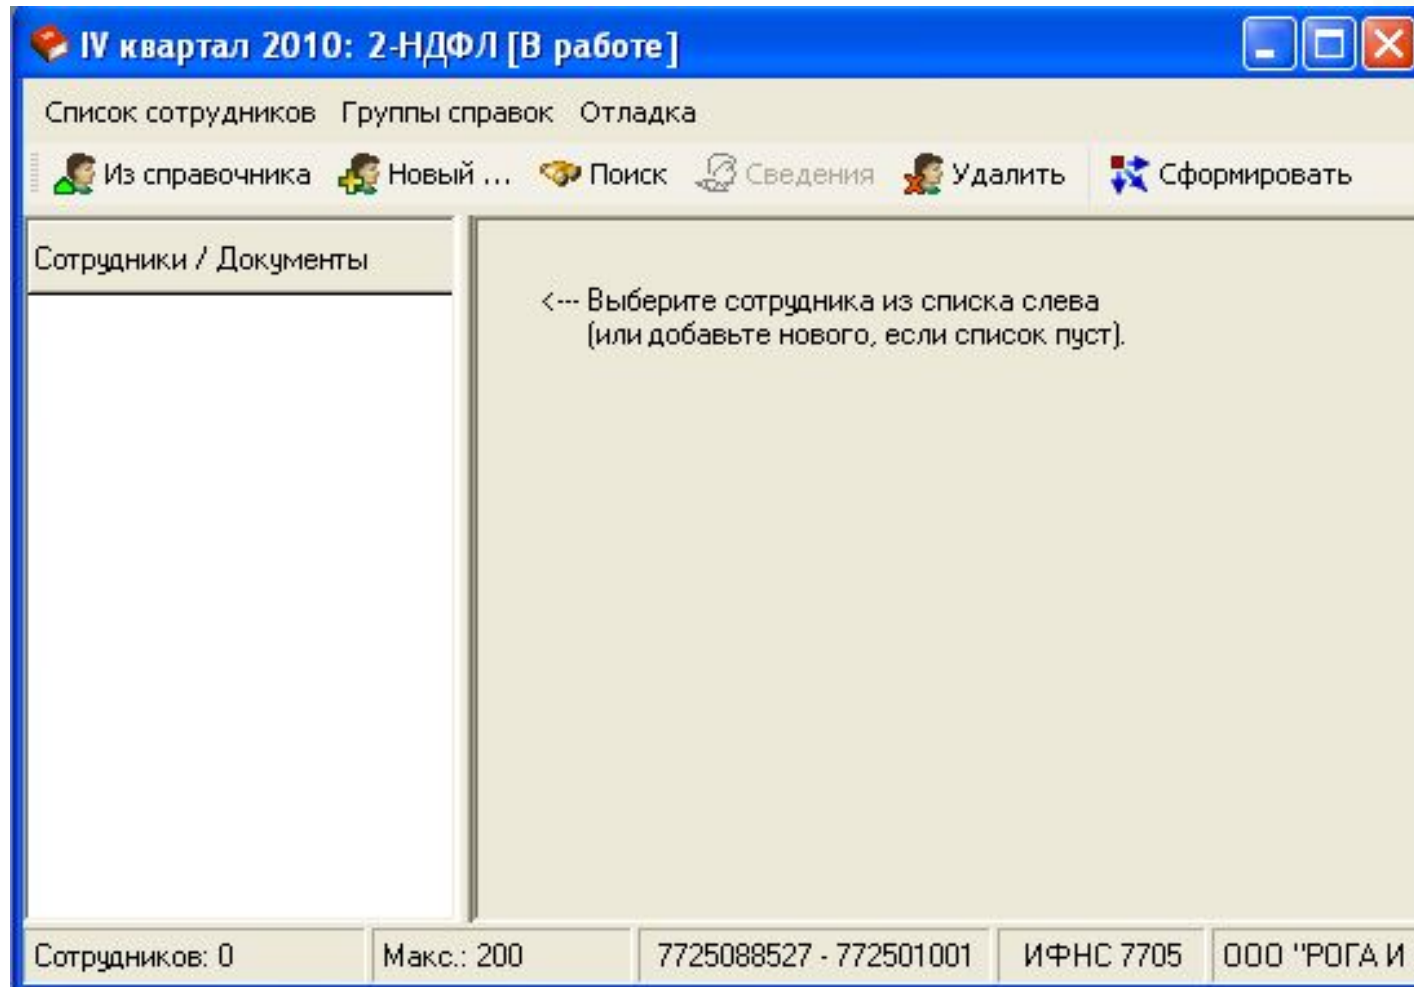 IV квартал 2010: 2-НДФЛ [В работе]
Список сотрудников Группы справок Отладка
Из справочника Новый ... Поиск Сведения Удалить Сформировать
Сотрудники / Документы
<--- Выберите сотрудника из списка слева
(или добавьте нового, если список пуст).
Сотрудников: 0 Макс.: 200 7725088527 - 772501001 ИФНС 7705 ООО "РОГА И